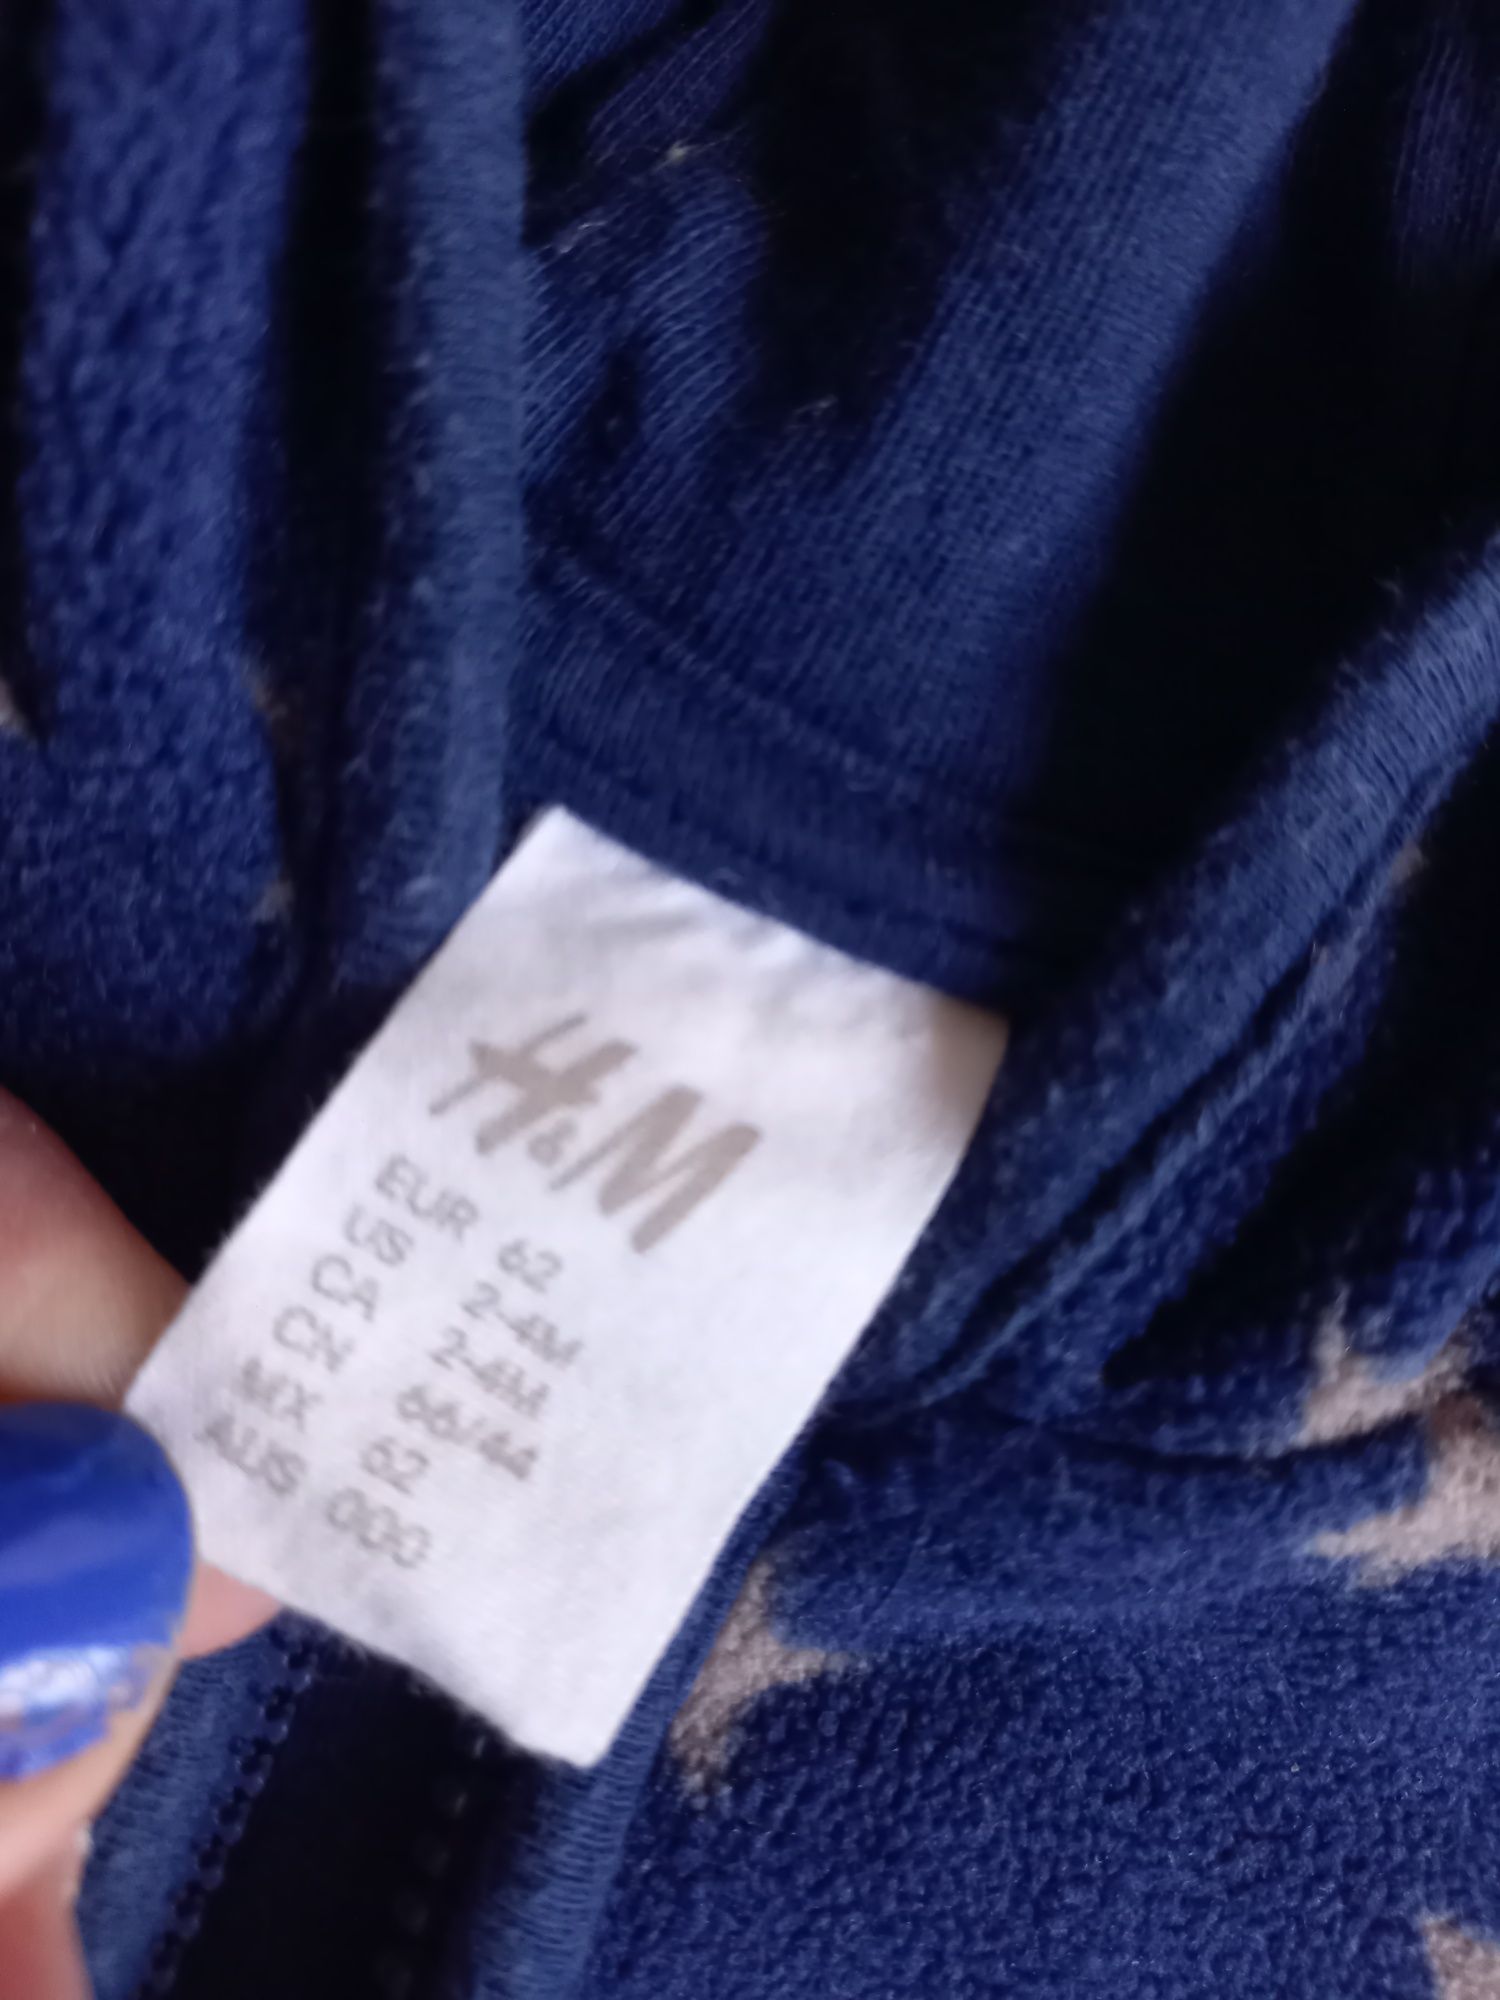 H&M
EUR 62
US 2-4M
CA 2-4M
CN 66/44
MX 62
AUS 000